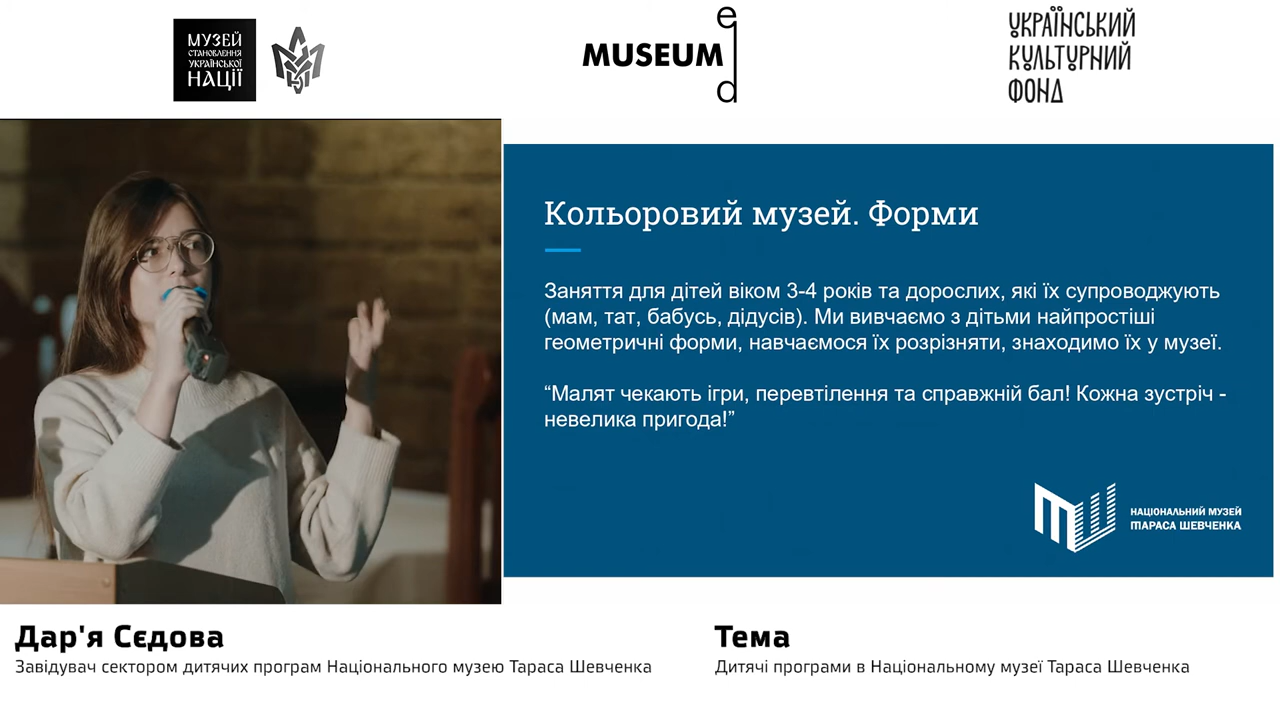 МУЗЕЙ
СТАНОВЛЕННЯ
УКРАЇНСЬКОЇ
НАЦІЇ
MUSEUM ed
УКРАЇНСЬКИЙ
КУЛЬТУРНИЙ
ФОНД
Кольоровий музей. Форми
Заняття для дітей віком 3-4 років та дорослих, які їх супроводжують
(мам, тат, бабусь, дідусів). Ми вивчаємо з дітьми найпростіші
геометричні форми, навчаємося їх розрізняти, знаходимо їх у музеї.
“Малят чекають ігри, перевтілення та справжній бал! Кожна зустріч -
невелика пригода!”
НАЦІОНАЛЬНИЙ МУЗЕЙ
ТАРАСА ШЕВЧЕНКА
Дар'я Сєдова
Завідувач сектором дитячих програм Національного музею Тараса Шевченка
Тема
Дитячі програми в Національному музеї Тараса Шевченка